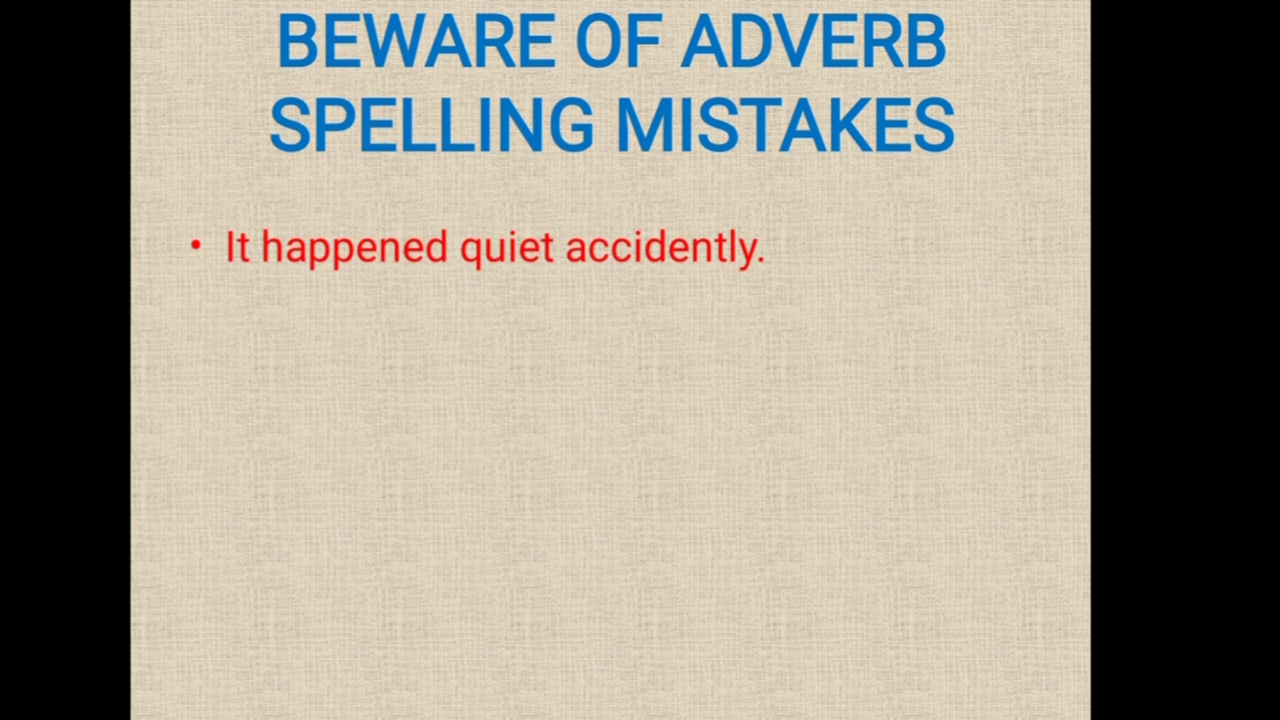 BEWARE OF ADVERB
SPELLING MISTAKES
• It happened quiet accidently.